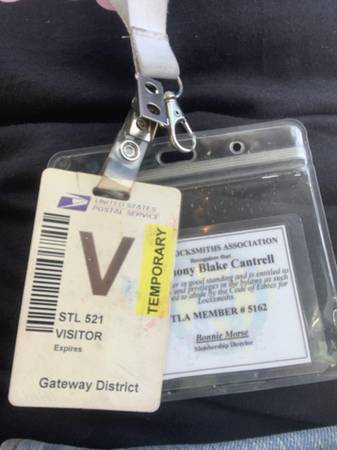 UNITED STATES
POSTAL SERVICE
V
TEMPORARY
STL 521
VISITOR
Expires
Gateway District
LOCKSMITHS ASSOCIATION
Recognizes that
hony Blake Cantrell
in good standing and is entitled to
and privileges in the bylaws as such
to abide by the Code of Ethics for
Locksmiths.
TLA MEMBER # 5162
Bonnie Morse
Membership Director